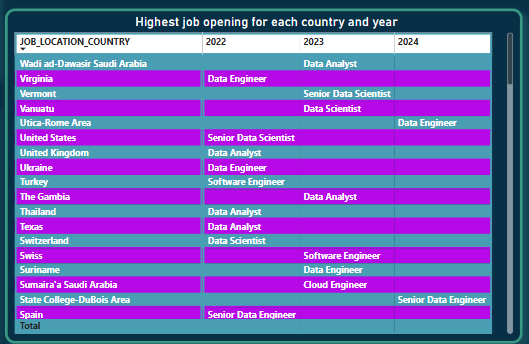 Highest job opening for each country and year
JOB_LOCATION_COUNTRY 2022 2023 2024
Wadi ad-Dawasir Saudi Arabia Data Analyst
Virginia Data Engineer
Vermont Senior Data Scientist
Vanuatu Data Scientist
Utica-Rome Area Data Engineer
United States Senior Data Scientist
United Kingdom Data Analyst
Ukraine Data Engineer
Turkey Software Engineer
The Gambia Data Analyst
Thailand Data Analyst
Texas Data Analyst
Switzerland Data Scientist
Swiss Software Engineer
Suriname Data Engineer
Sumaira'a Saudi Arabia Cloud Engineer
State College-DuBois Area Senior Data Engineer
Spain Senior Data Engineer
Total